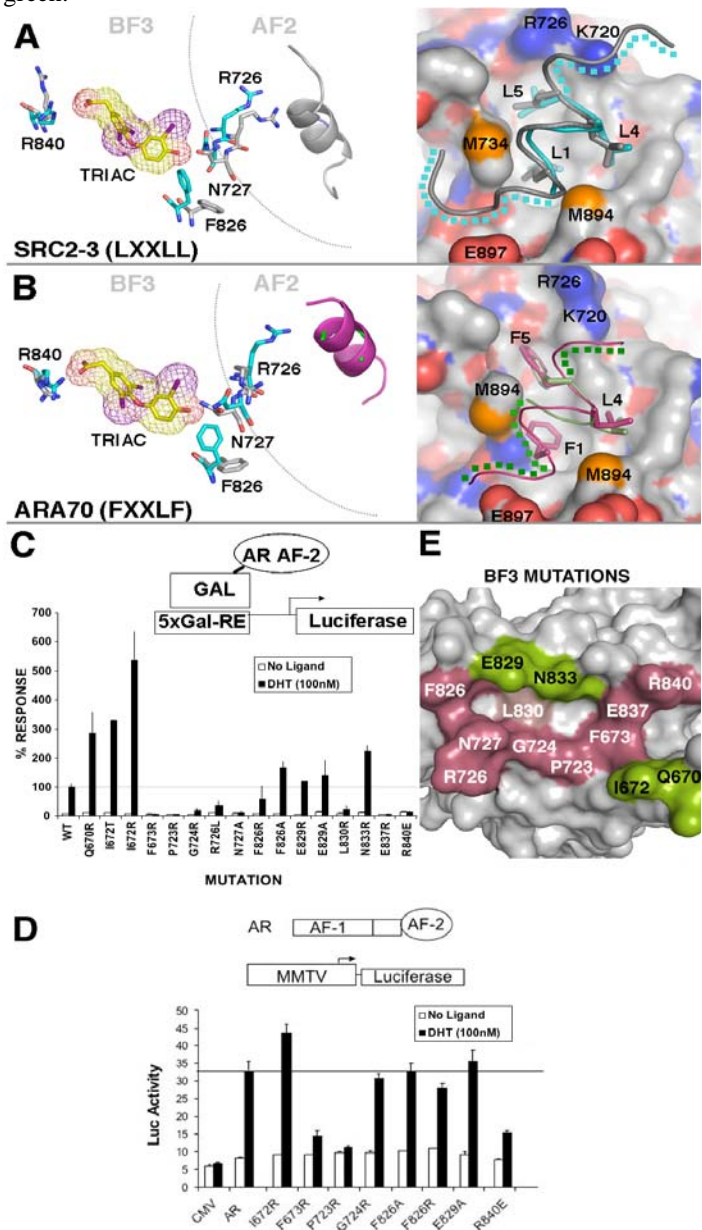 green.
A
BF3
AF2
R726
R840
TRIAC
N727
F826
SRC2-3 (LXXLL)
R726
K720
L5
L4
M734
L1
M894
E897
B
BF3
AF2
R840
R726
TRIAC
N727
F826
ARA70 (FXXLF)
R726
K720
F5
M894
L4
F1
M894
E897
C
AR AF-2
GAL
5xGal-RE
Luciferase
700
600
500
400
300
200
100
0
% RESPONSE
No Ligand
DHT (100nM)
WT
Q670R
I672T
I672R
F673R
P723R
G724R
R726L
N727A
F826R
F826A
E829R
E829A
L830R
N833R
E837R
R840E
MUTATION
E
BF3 MUTATIONS
E829
N833
F826
R840
L830
E837
N727
G724
F673
P723
R726
I672
Q670
D
AR
AF-1
AF-2
MMTV
Luciferase
50
45
40
35
30
25
20
15
10
5
0
Luc Activity
No Ligand
DHT (100nM)
CMV
AR
I672R
F673R
P723R
G724R
F826A
F826R
E829A
R840E